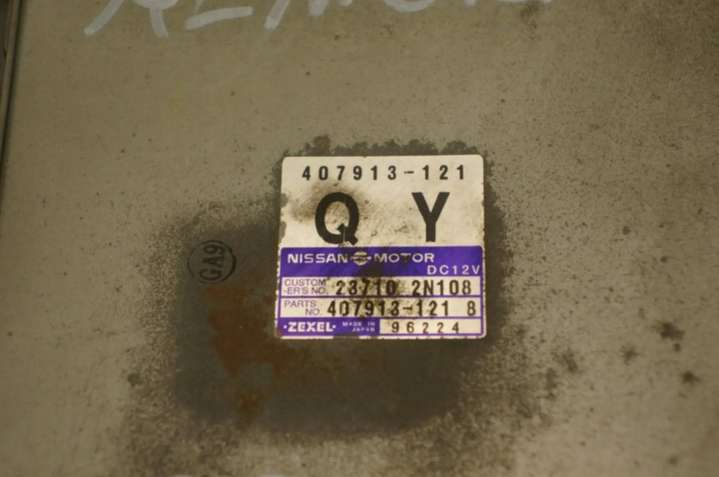 407913-121
Q Y
NISSAN MOTOR
DC12V
CUSTOM
-ER'S NO. 23710 2N108
PARTS
NO. 407913-121 8
·ZEXEL· MADE IN
JAPAN 96224
GA9